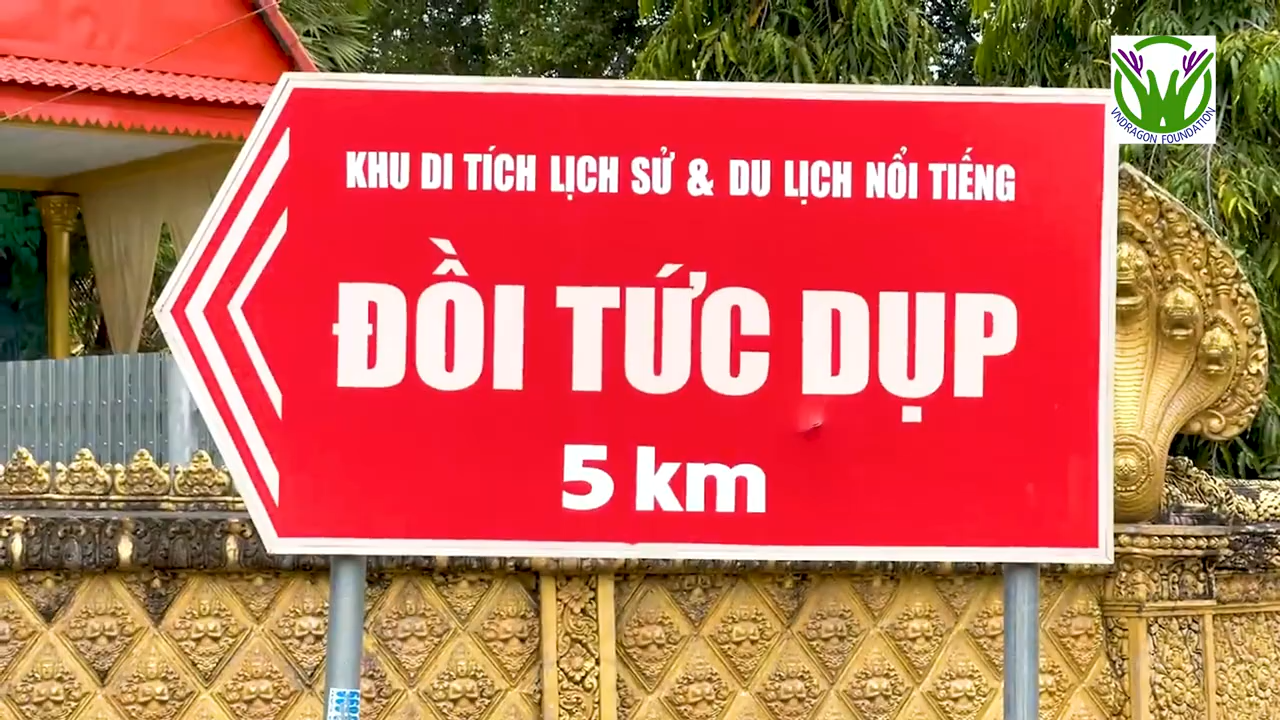 KHU DI TÍCH LỊCH SỬ & DU LỊCH NỔI TIẾNG
ĐỒI TỨC DỤP
5 km
VNDRAGON FOUNDATION